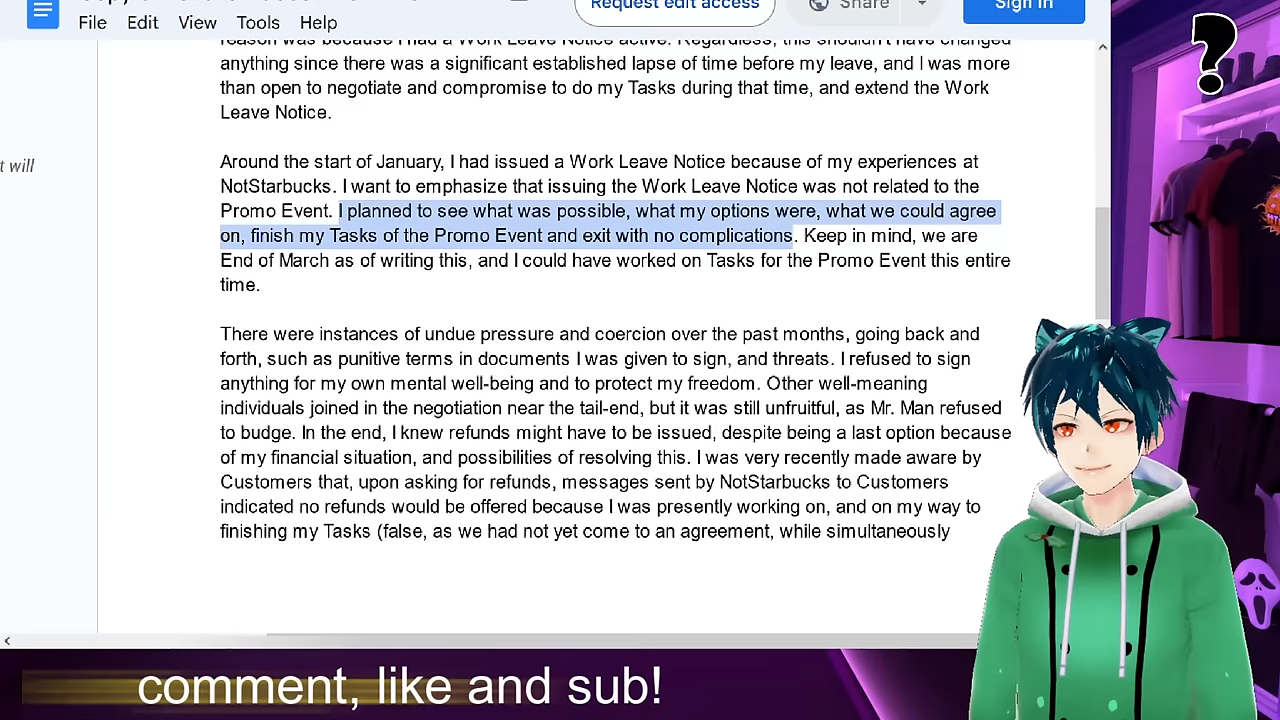 Request edit access
Share
Sign in
File Edit View Tools Help
reason was because I had a Work Leave Notice active. Regardless, this shouldn't have changed
anything since there was a significant established lapse of time before my leave, and I was more
than open to negotiate and compromise to do my Tasks during that time, and extend the Work
Leave Notice.
t will
Around the start of January, I had issued a Work Leave Notice because of my experiences at
NotStarbucks. I want to emphasize that issuing the Work Leave Notice was not related to the
Promo Event. I planned to see what was possible, what my options were, what we could agree
on, finish my Tasks of the Promo Event and exit with no complications. Keep in mind, we are
End of March as of writing this, and I could have worked on Tasks for the Promo Event this entire
time.
There were instances of undue pressure and coercion over the past months, going back and
forth, such as punitive terms in documents I was given to sign, and threats. I refused to sign
anything for my own mental well-being and to protect my freedom. Other well-meaning
individuals joined in the negotiation near the tail-end, but it was still unfruitful, as Mr. Man refused
to budge. In the end, I knew refunds might have to be issued, despite being a last option because
of my financial situation, and possibilities of resolving this. I was very recently made aware by
Customers that, upon asking for refunds, messages sent by NotStarbucks to Customers
indicated no refunds would be offered because I was presently working on, and on my way to
finishing my Tasks (false, as we had not yet come to an agreement, while simultaneously
comment, like and sub!
?